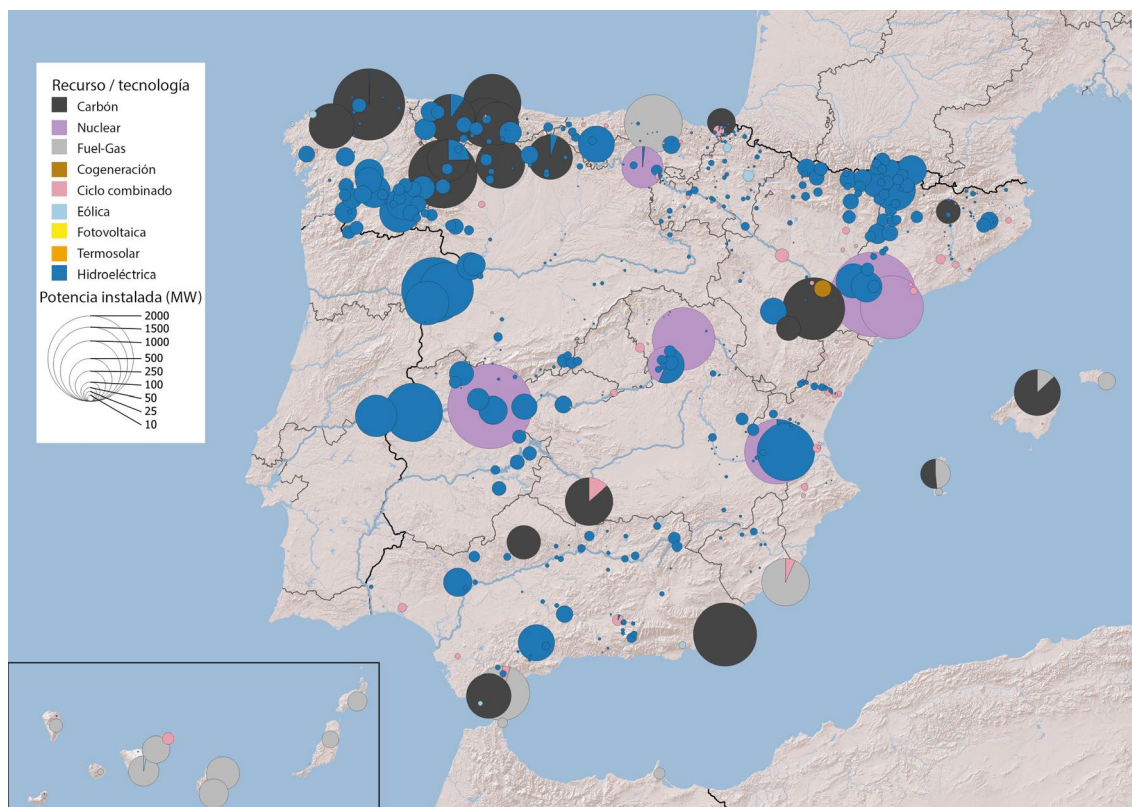 Recurso / tecnología
Carbón
Nuclear
Fuel-Gas
Cogeneración
Ciclo combinado
Eólica
Fotovoltaica
Termosolar
Hidroeléctrica
Potencia instalada (MW)
2000
1500
1000
500
250
100
50
25
10